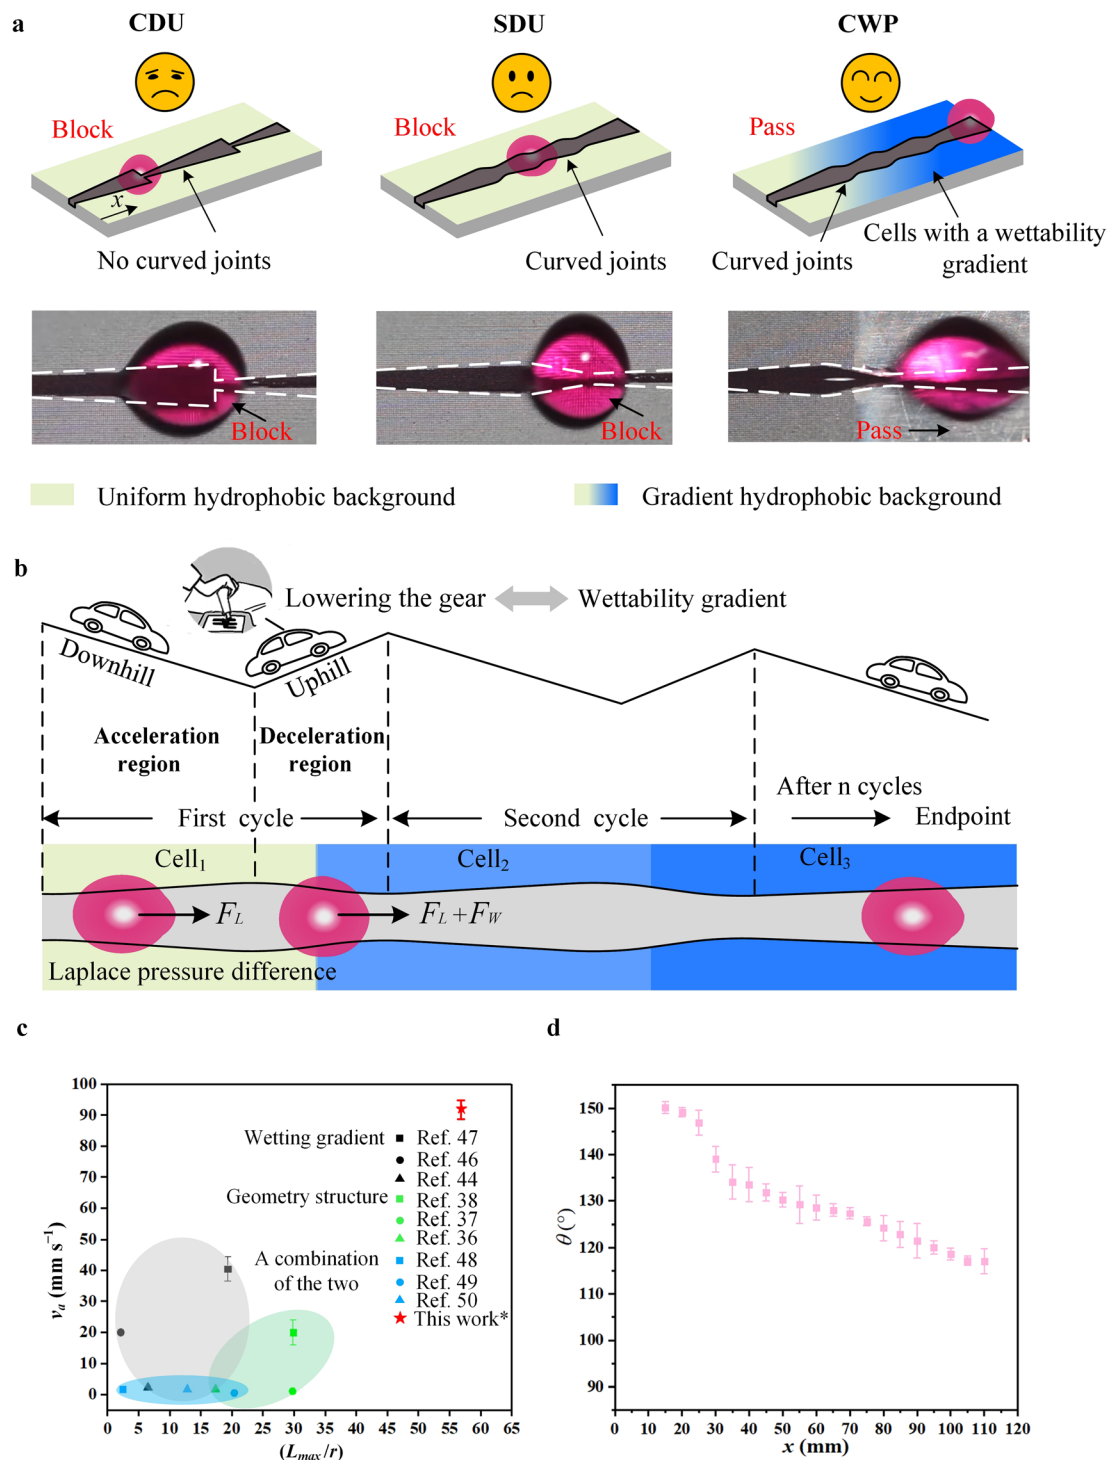 a
CDU
SDU
CWP
Block
Block
Pass
x
No curved joints
Curved joints
Curved joints
Cells with a wettability
gradient
Block
Block
Pass
Uniform hydrophobic background
Gradient hydrophobic background
b
Lowering the gear
Wettability gradient
Downhill
Uphill
Accleration
region
Deceleration
region
After n cycles
First cycle
Second cycle
Endpoint
Cell₁
Cell₂
Cell₃
F_L
F_L + F_W
Laplace pressure difference
c
100
90
80
70
60
50
40
30
20
10
0
0 5 10 15 20 25 30 35 40 45 50 55 60 65
v_a (mm s⁻¹)
(L_max/r)
Wetting gradient
Ref. 47
Ref. 46
Ref. 44
Geometry structure
Ref. 38
Ref. 37
Ref. 36
A combination
of the two
Ref. 48
Ref. 49
Ref. 50
This work*
d
150
140
130
120
110
100
90
0 10 20 30 40 50 60 70 80 90 100 110 120
θ (°)
x (mm)